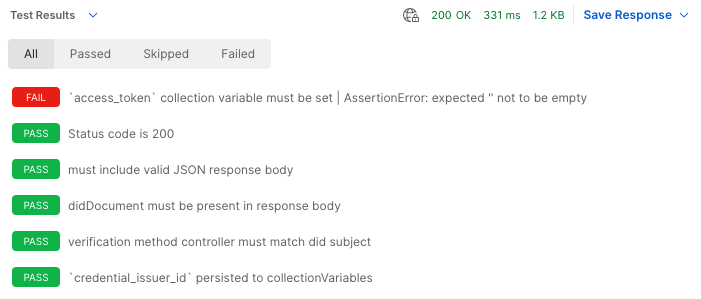 Test Results 200 OK 331 ms 1.2 KB Save Response
All Passed Skipped Failed
FAIL `access_token` collection variable must be set | AssertionError: expected '' not to be empty
PASS Status code is 200
PASS must include valid JSON response body
PASS didDocument must be present in response body
PASS verification method controller must match did subject
PASS `credential_issuer_id` persisted to collectionVariables